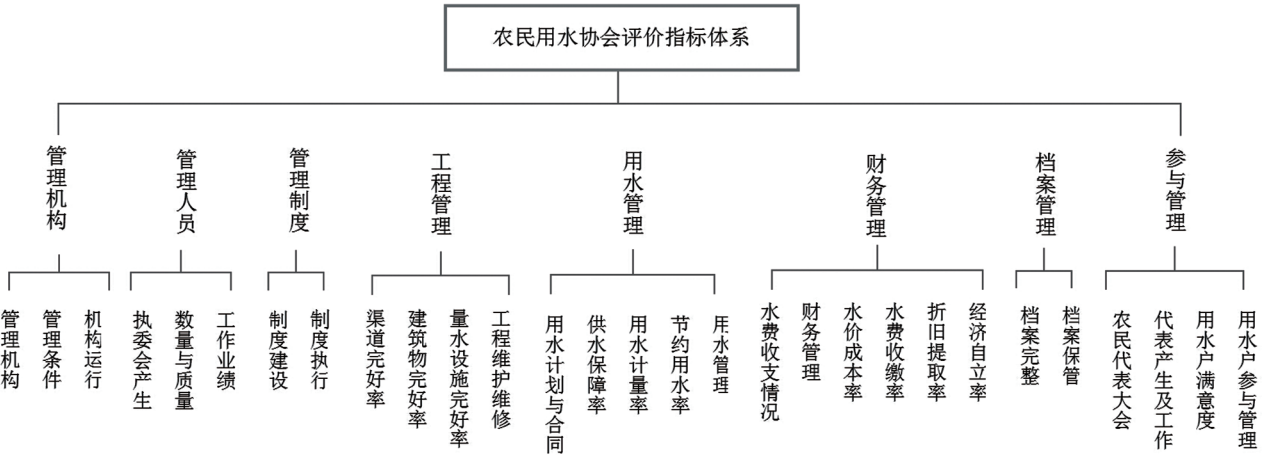 农民用水协会评价指标体系
管理机构
管理人员
管理制度
工程管理
用水管理
财务管理
档案管理
参与管理
管理机构
管理条件
机构运行
执委会产生
数量与质量
工作业绩
制度建设
制度执行
渠道完好率
建筑物完好率
量水设施完好率
工程维护维修
用水计划与合同
供水保障率
用水计量率
节约用水率
用水管理
水费收支情况
财务管理
水价成本率
水费收缴率
折旧提取率
经济自立率
档案完整
档案保管
农民代表大会
代表产生及工作
用水户满意度
用水户参与管理